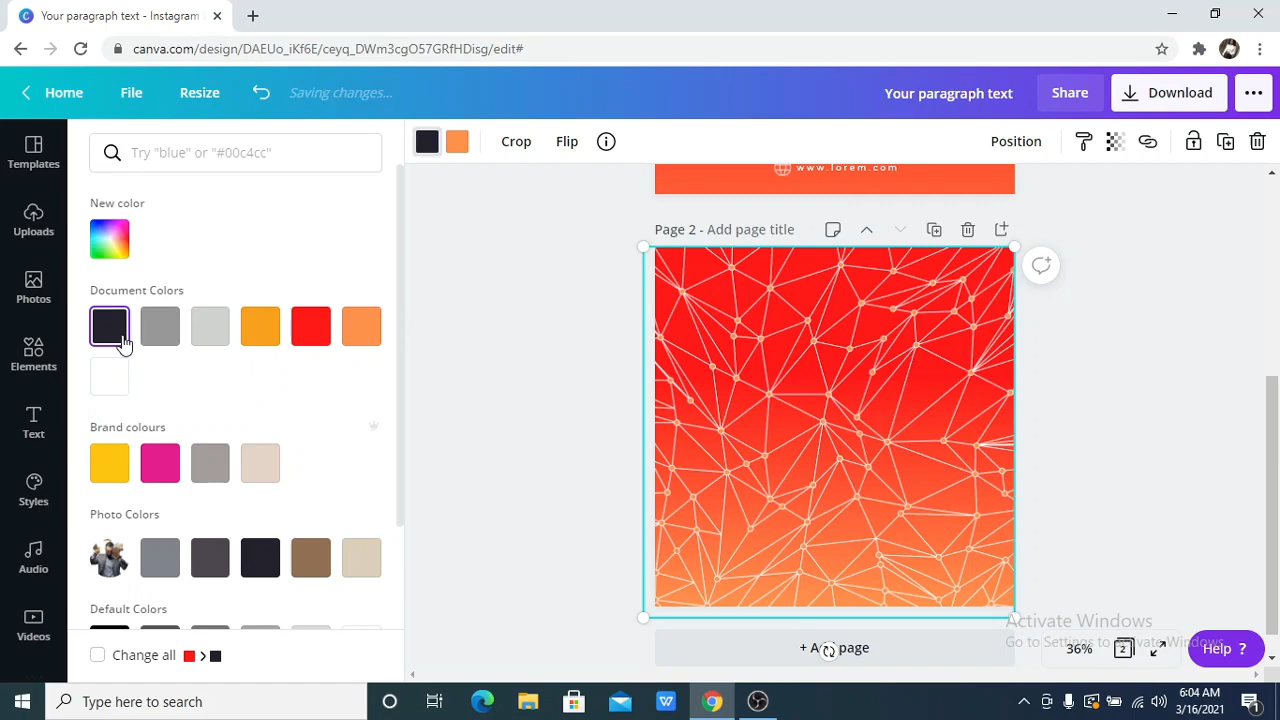 Your paragraph text - Instagram
canva.com/design/DAEUo_iKf6E/ceyq_DWm3cgO57GRfHDisg/edit#
Home
File
Resize
Saving changes...
Your paragraph text
Share
Download
Templates
Uploads
Photos
Elements
Text
Styles
Audio
Videos
Try "blue" or "#00c4cc"
New color
Document Colors
Brand colours
Photo Colors
Default Colors
Change all
Crop
Flip
Position
www.lorem.com
Page 2 - Add page title
+ Add page
Activate Windows
Go to Settings to activate Windows.
36%
2
Help ?
Type here to search
6:04 AM
3/16/2021
1